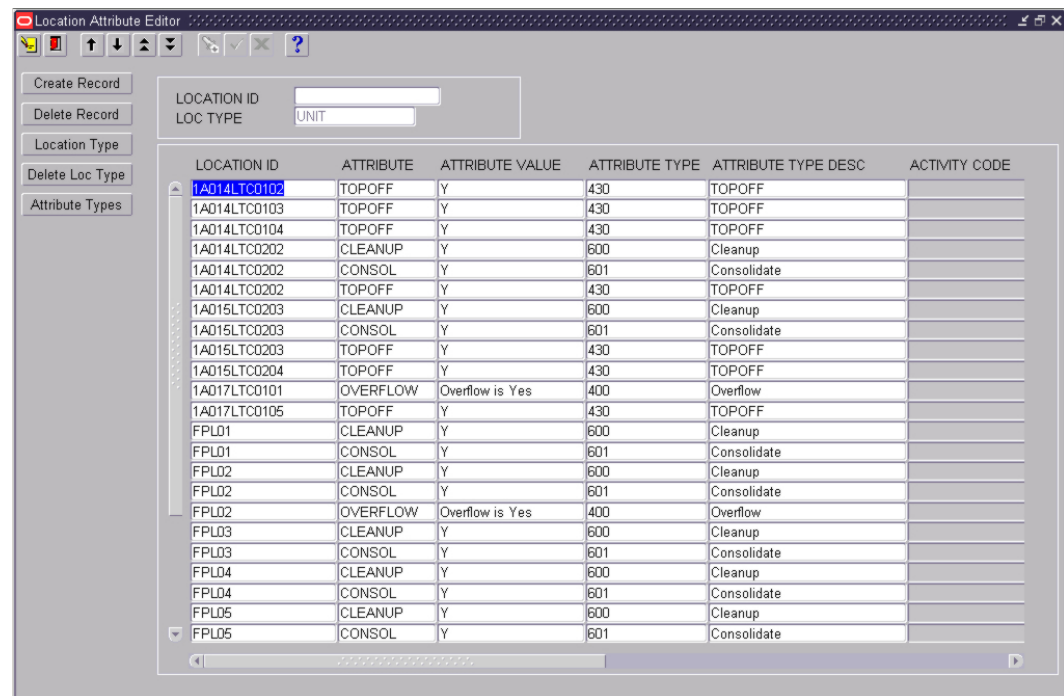 Location Attribute Editor
Create Record
Delete Record
Location Type
Delete Loc Type
Attribute Types
LOCATION ID
LOC TYPE UNIT
LOCATION ID ATTRIBUTE ATTRIBUTE VALUE ATTRIBUTE TYPE ATTRIBUTE TYPE DESC ACTIVITY CODE
1A014LTC0102 TOPOFF Y 430 TOPOFF
1A014LTC0103 TOPOFF Y 430 TOPOFF
1A014LTC0104 TOPOFF Y 430 TOPOFF
1A014LTC0202 CLEANUP Y 600 Cleanup
1A014LTC0202 CONSOL Y 601 Consolidate
1A014LTC0202 TOPOFF Y 430 TOPOFF
1A015LTC0203 CLEANUP Y 600 Cleanup
1A015LTC0203 CONSOL Y 601 Consolidate
1A015LTC0203 TOPOFF Y 430 TOPOFF
1A015LTC0204 TOPOFF Y 430 TOPOFF
1A017LTC0101 OVERFLOW Overflow is Yes 400 Overflow
1A017LTC0105 TOPOFF Y 430 TOPOFF
FPL01 CLEANUP Y 600 Cleanup
FPL01 CONSOL Y 601 Consolidate
FPL02 CLEANUP Y 600 Cleanup
FPL02 CONSOL Y 601 Consolidate
FPL02 OVERFLOW Overflow is Yes 400 Overflow
FPL03 CLEANUP Y 600 Cleanup
FPL03 CONSOL Y 601 Consolidate
FPL04 CLEANUP Y 600 Cleanup
FPL04 CONSOL Y 601 Consolidate
FPL05 CLEANUP Y 600 Cleanup
FPL05 CONSOL Y 601 Consolidate